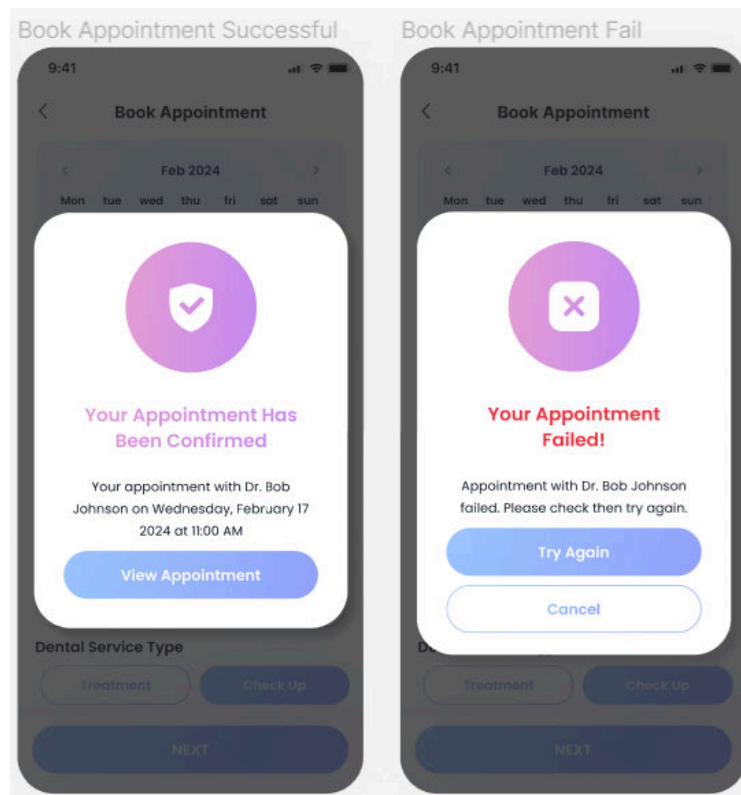 Book Appointment Successful
9:41
Book Appointment
Feb 2024
Mon tue wed thu fri sat sun
Your Appointment Has
Been Confirmed
Your appointment with Dr. Bob
Johnson on Wednesday, February 17
2024 at 11:00 AM
View Appointment
Dental Service Type
Treatment
Check Up
NEXT
Book Appointment Fail
9:41
Book Appointment
Feb 2024
Mon tue wed thu fri sat sun
Your Appointment
Failed!
Appointment with Dr. Bob Johnson
failed. Please check then try again.
Try Again
Cancel
Treatment
Check Up
NEXT